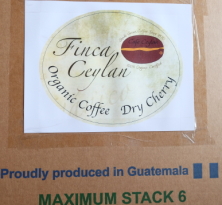 Finca
Ceylan
Organic Coffee Dry Cherry
Proudly produced in Guatemala
MAXIMUM STACK 6